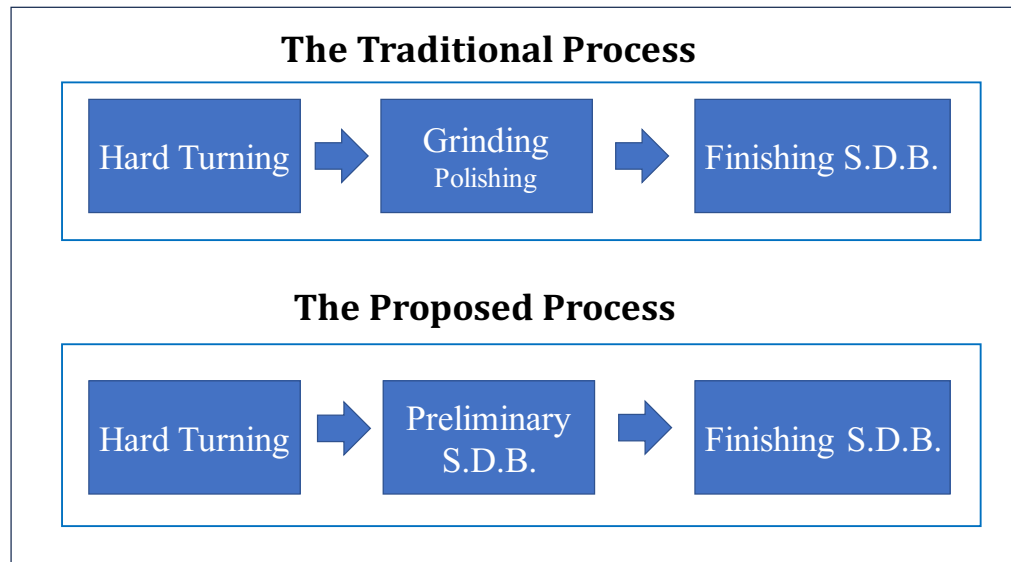 The Traditional Process
Hard Turning
Grinding
Polishing
Finishing S.D.B.
The Proposed Process
Hard Turning
Preliminary
S.D.B.
Finishing S.D.B.